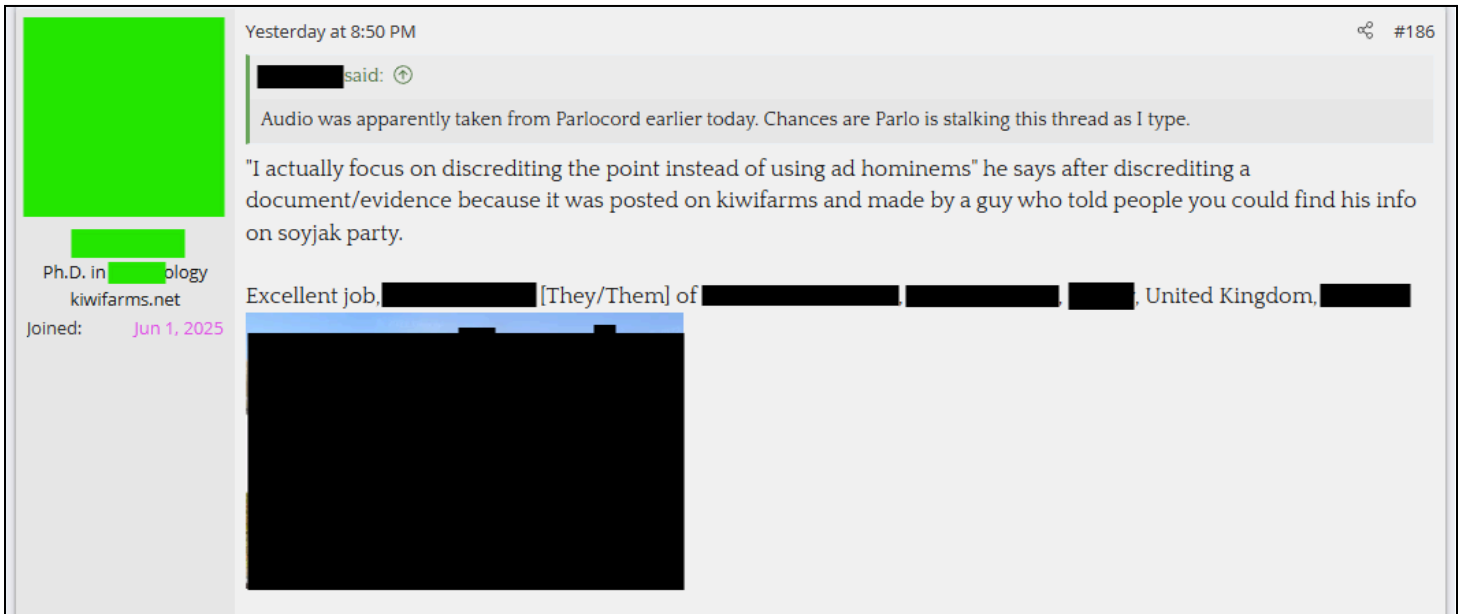 Yesterday at 8:50 PM
#186
said:
Audio was apparently taken from Parlocord earlier today. Chances are Parlo is stalking this thread as I type.
"I actually focus on discrediting the point instead of using ad hominems" he says after discrediting a
document/evidence because it was posted on kiwifarms and made by a guy who told people you could find his info
on soyjak party.
Ph.D. in ology
kiwifarms.net
Joined: Jun 1, 2025
Excellent job, [They/Them] of , , , United Kingdom,